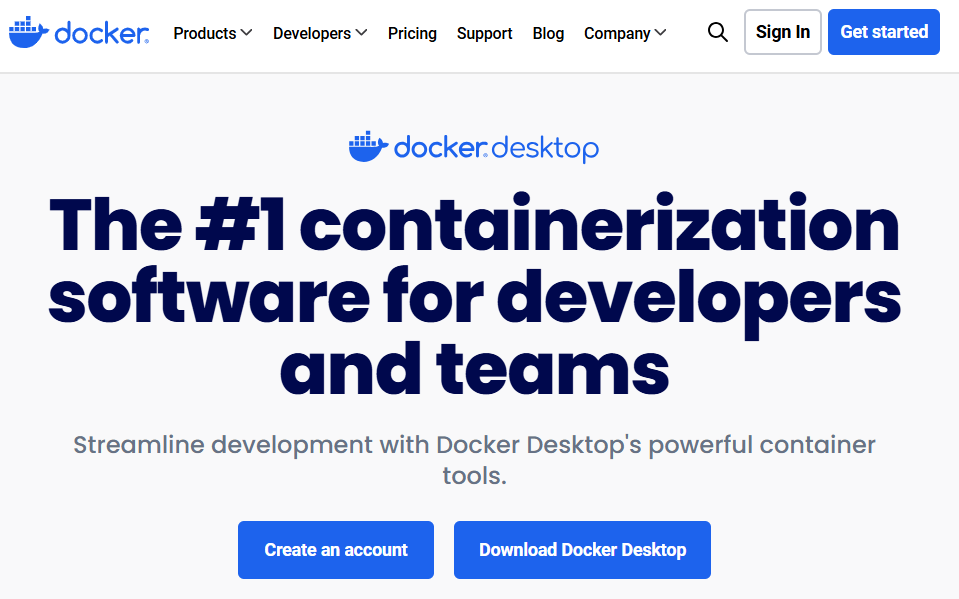 docker® Products Developers Pricing Support Blog Company Sign In Get started
docker® desktop
The #1 containerization
software for developers
and teams
Streamline development with Docker Desktop's powerful container
tools.
Create an account Download Docker Desktop